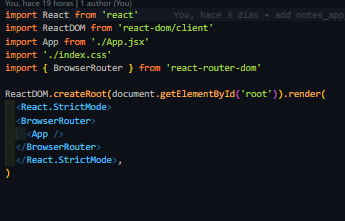 You, hace 19 horas | 1 author (You)
import React from 'react' You, hace 3 días • add notes_app
import ReactDOM from 'react-dom/client'
import App from './App.jsx'
import './index.css'
import { BrowserRouter } from 'react-router-dom'
ReactDOM.createRoot(document.getElementById('root')).render(
<React.StrictMode>
<BrowserRouter>
<App />
</BrowserRouter>
</React.StrictMode>,
)